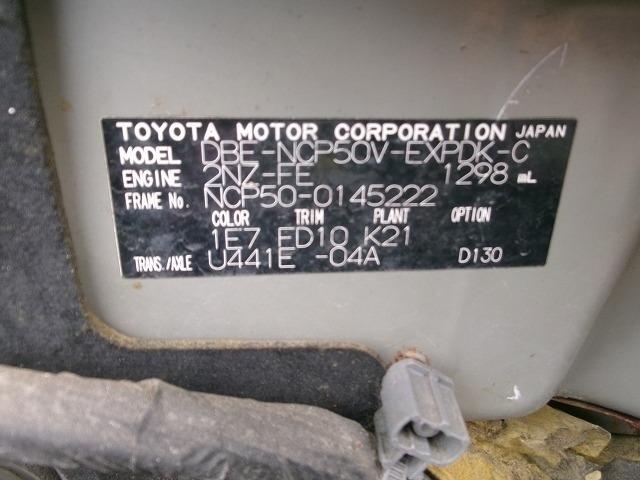 TOYOTA MOTOR CORPORATION JAPAN
MODEL DBE-NCP50V-EXPDK-C
ENGINE 2NZ-FE 1298 mL
FRAME No. NCP50-0145222
COLOR TRIM PLANT OPTION
1E7 FD10 K21
TRANS./AXLE U441E -04A D130